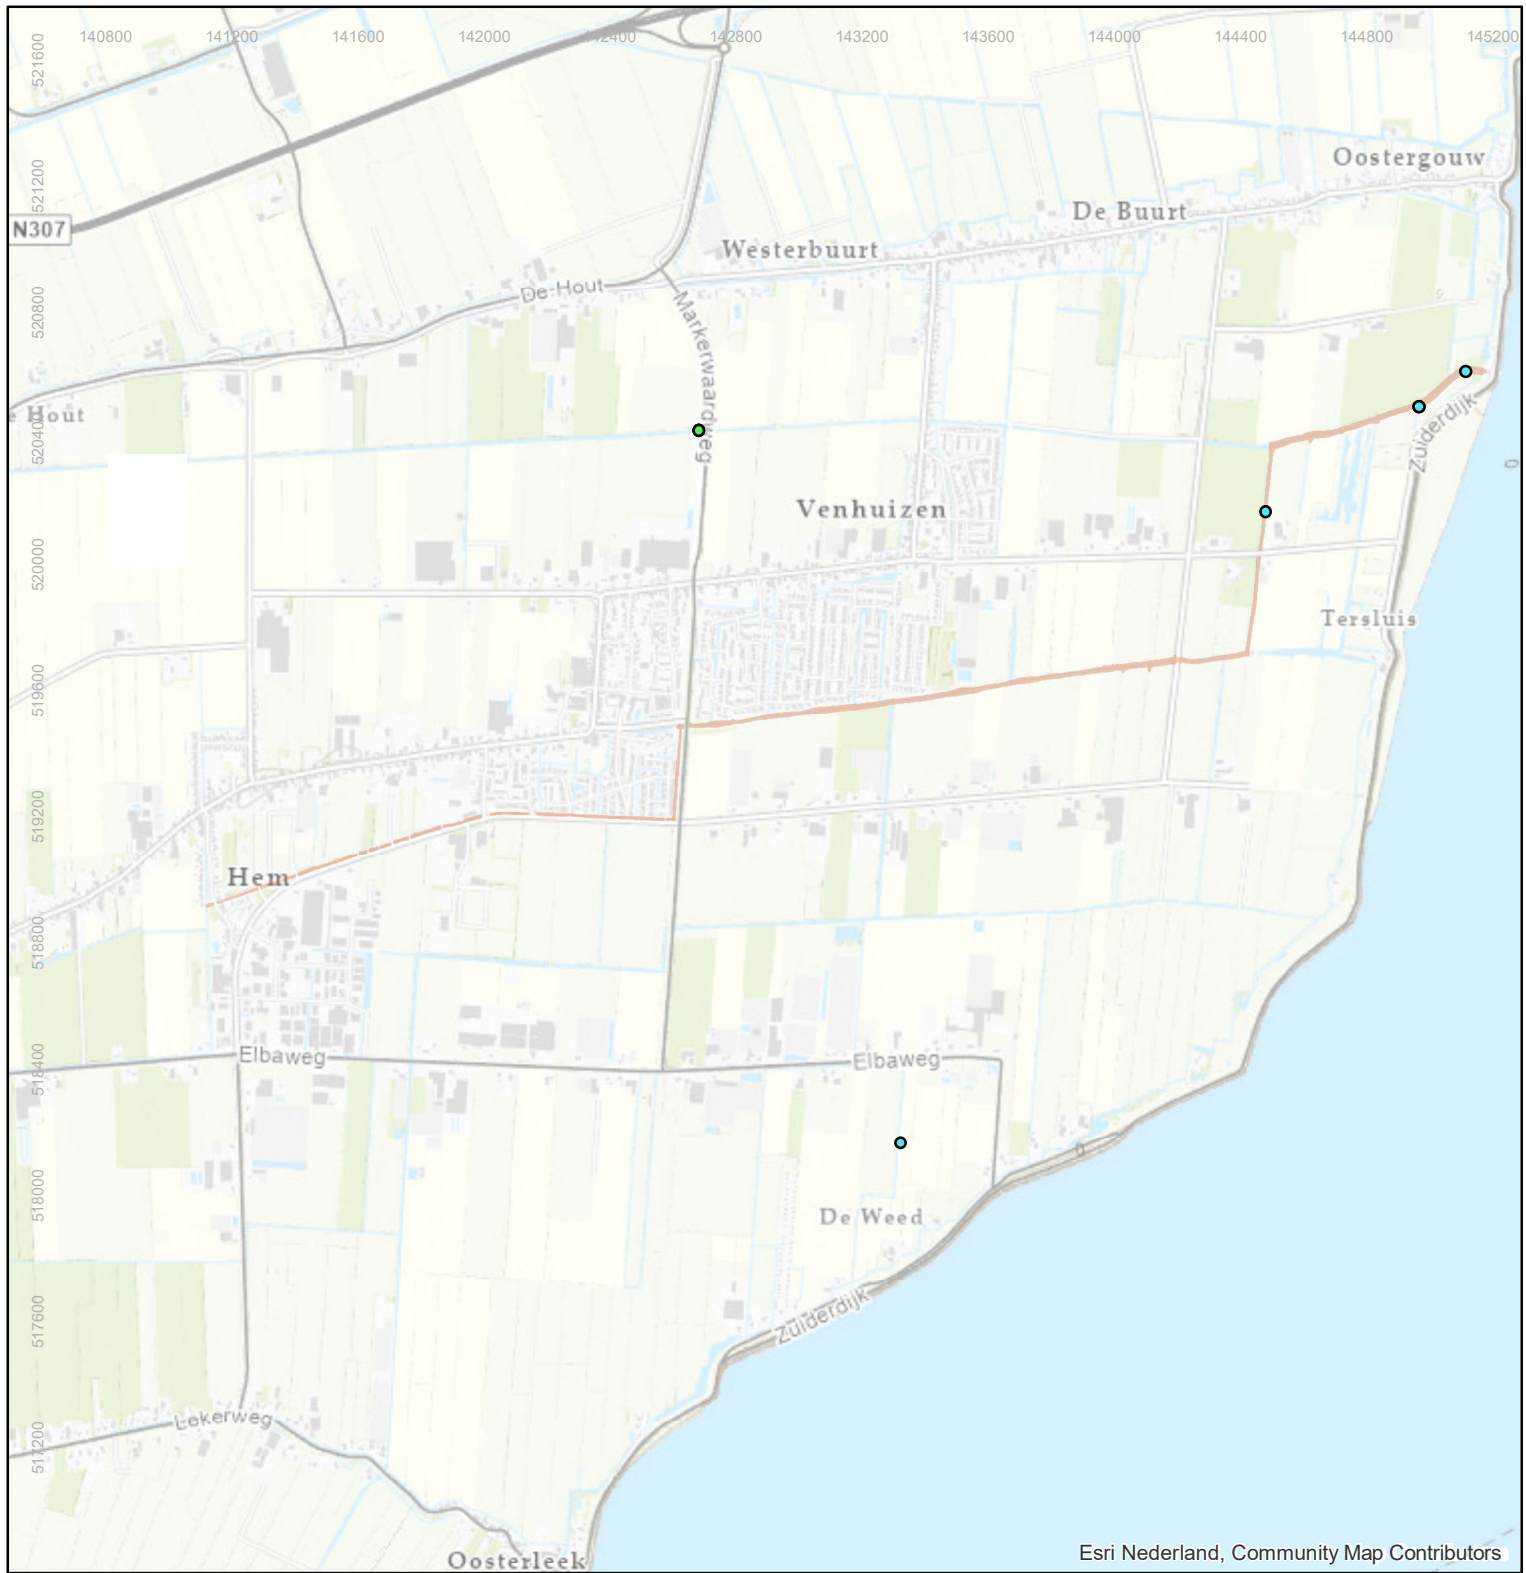 140800 141200 141600 142000 142400 142800 143200 143600 144000 144400 144800 145200
521600
Oostergouw
521200
De Buurt
N307
Westerbuurt
De Hout
520800
Markerwaardweg
Hout
520400
Zuiderdijk
Venhuizen
520000
Tersluis
519600
519200
Hem
518800
518400
Elbaweg
Elbaweg
518000
De Weed
517600
Zuiderdijk
517200
Lekerweg
Oosterleek
Esri Nederland, Community Map Contributors